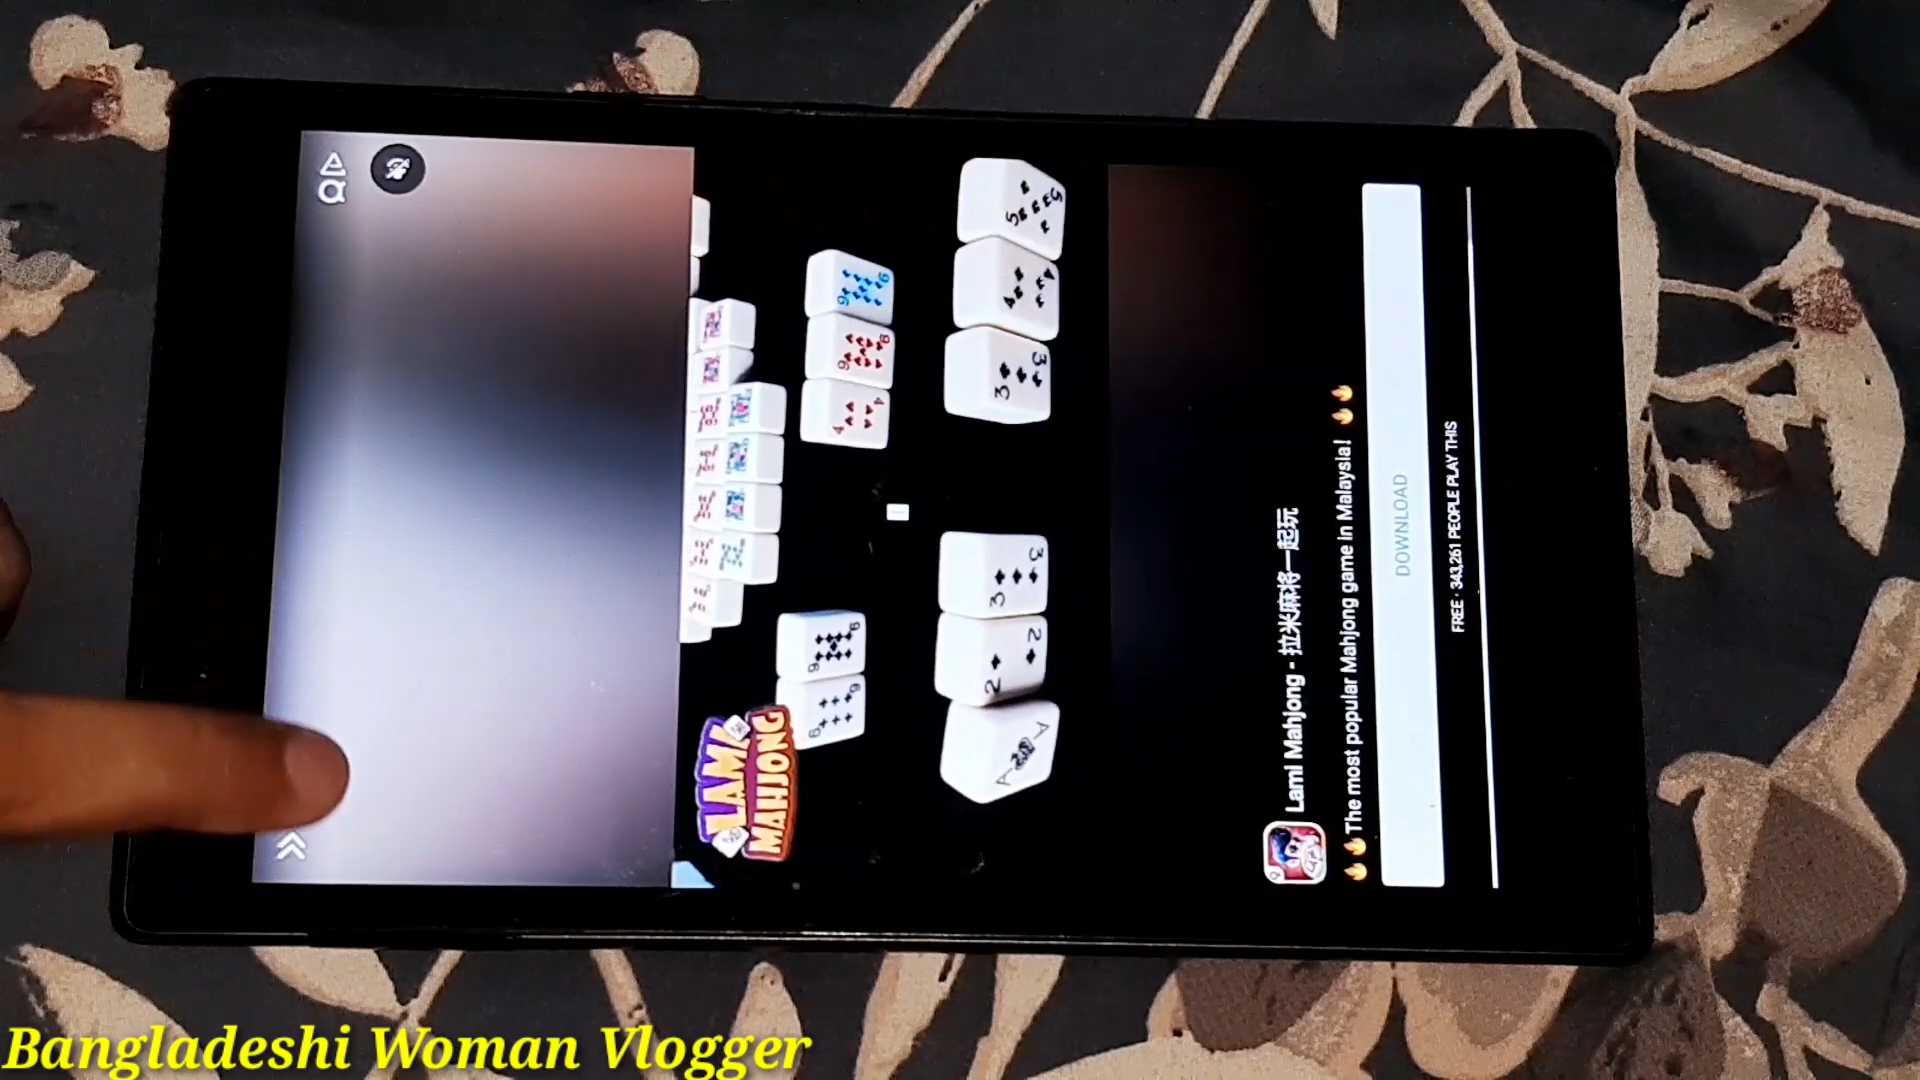 LAMI
MAHJONG
Lami Mahjong - 拉米麻将一起玩
🔥🔥The most popular Mahjong game in Malaysia! 🔥🔥
DOWNLOAD
FREE · 343,261 PEOPLE PLAY THIS
Bangladeshi Woman Vlogger